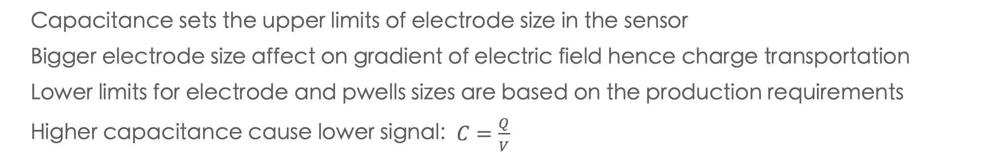 Capacitance sets the upper limits of electrode size in the sensor
Bigger electrode size affect on gradient of electric field hence charge transportation
Lower limits for electrode and pwells sizes are based on the production requirements
Higher capacitance cause lower signal: C = Q/V